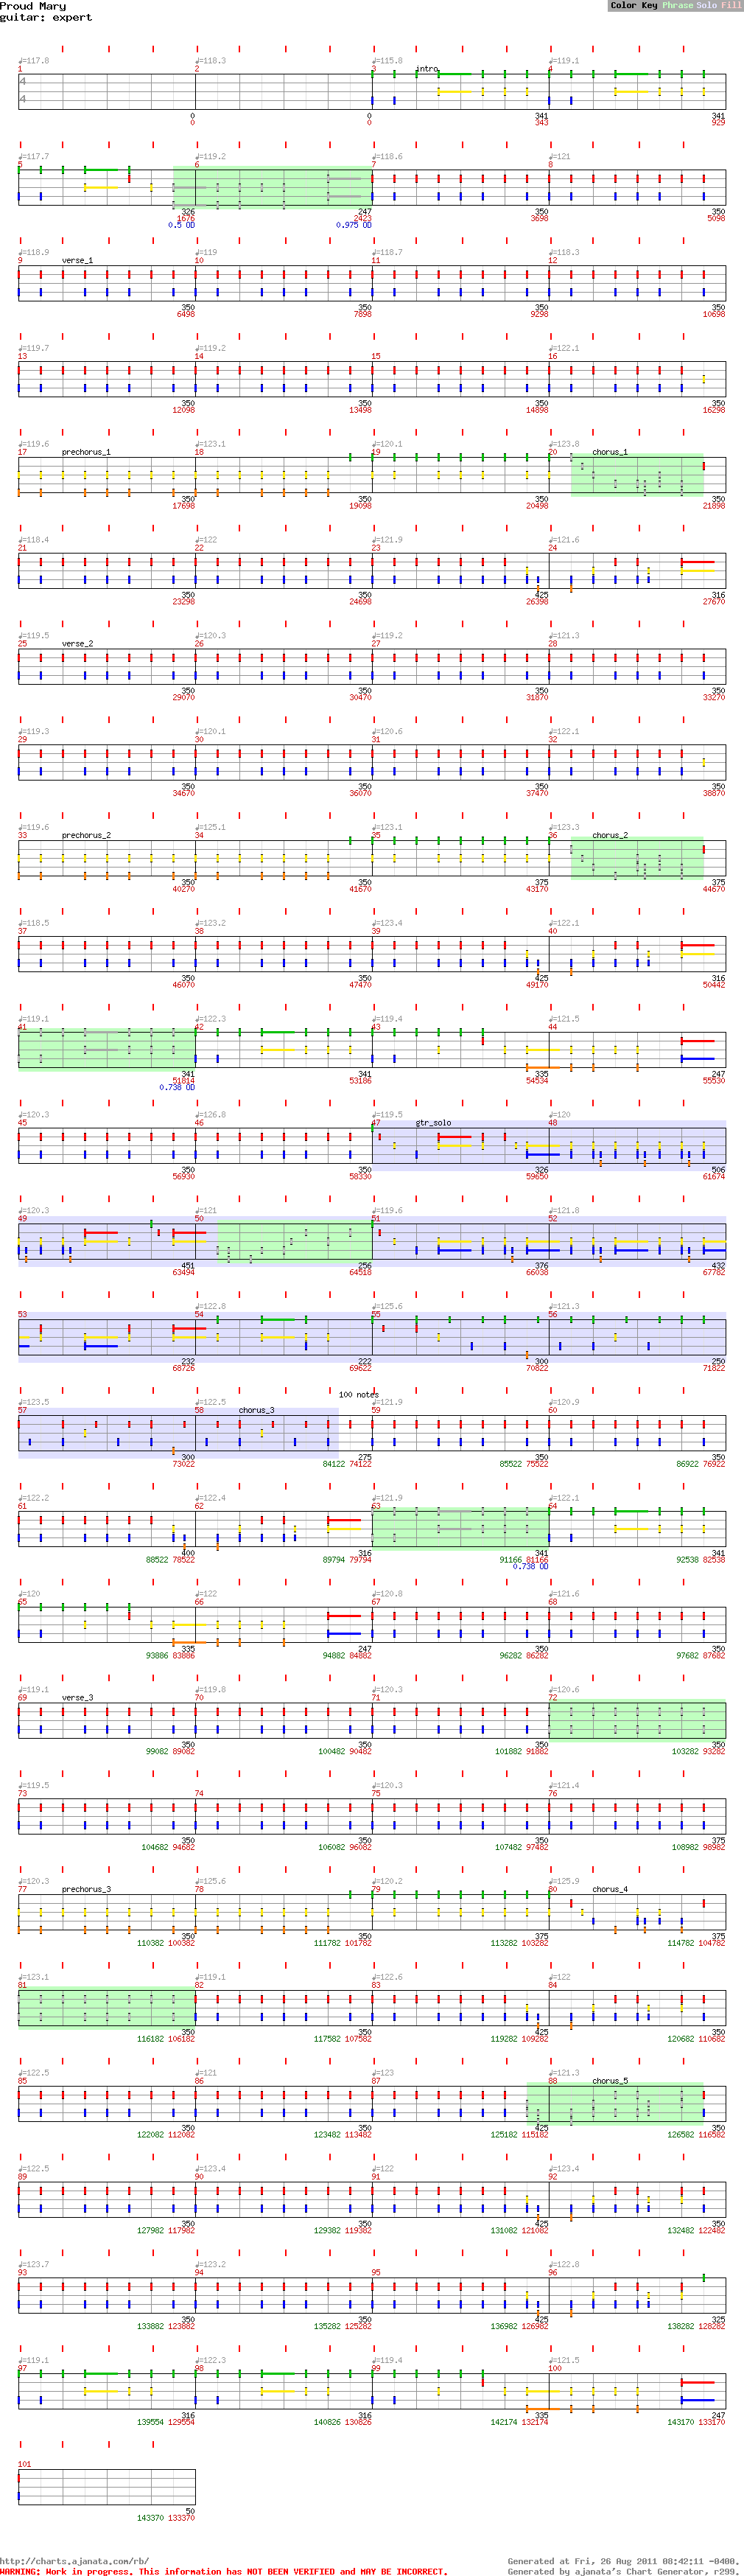 Proud Mary
guitar: expert
Color Key Phrase Solo Fill
♩=117.8 ♩=118.3 ♩=115.8 ♩=119.1
1 2 3 intro 4
4
4
0 0 341 341
0 343 929
♩=117.7 ♩=119.2 ♩=118.6 ♩=121
5 6 7 8
326 247 350 350
1676 2423 3698 5098
0.5 OD 0.975 OD
♩=118.9 ♩=119 ♩=118.7 ♩=118.3
9 verse_1 10 11 12
350 350 350 350
6498 7898 9298 10698
♩=119.7 ♩=119.2 ♩=122.1
13 14 15 16
350 350 350 350
12098 13498 14898 16298
♩=119.6 ♩=123.1 ♩=120.1 ♩=123.8
17 prechorus_1 18 19 20 chorus_1
350 350 350 350
17698 19098 20498 21898
♩=118.4 ♩=122 ♩=121.9 ♩=121.6
21 22 23 24
350 350 425 316
23298 24698 26398 27670
♩=119.5 ♩=120.3 ♩=119.2 ♩=121.3
25 verse_2 26 27 28
350 350 350 350
29070 30470 31870 33270
♩=119.3 ♩=120.1 ♩=120.6 ♩=122.1
29 30 31 32
350 350 350 350
34670 36070 37470 38870
♩=119.6 ♩=125.1 ♩=123.1 ♩=123.3
33 prechorus_2 34 35 36 chorus_2
350 350 375 375
40270 41670 43170 44670
♩=118.5 ♩=123.2 ♩=123.4 ♩=122.1
37 38 39 40
350 350 425 316
46070 47470 49170 50442
♩=119.1 ♩=122.3 ♩=119.4 ♩=121.5
41 42 43 44
341 341 335 247
51814 53186 54534 55530
0.738 OD
♩=120.3 ♩=126.8 ♩=119.5 ♩=120
45 46 47 gtr_solo 48
350 350 326 506
56930 58330 59650 61674
♩=120.3 ♩=121 ♩=119.6 ♩=121.8
49 50 51 52
451 256 376 432
63494 64518 66038 67782
♩=122.8 ♩=125.6 ♩=121.3
53 54 55 56
232 222 300 250
68726 69622 70822 71822
100 notes
♩=123.5 ♩=122.5 ♩=121.9 ♩=120.9
57 58 chorus_3 59 60
300 275 350 350
73022 84122 74122 85522 75522 86922 76922
♩=122.2 ♩=122.4 ♩=121.9 ♩=122.1
61 62 63 64
400 316 341 341
88522 78522 89794 79794 91166 81166 92538 82538
0.738 OD
♩=120 ♩=122 ♩=120.8 ♩=121.6
65 66 67 68
335 247 350 350
93886 83886 94882 84882 96282 86282 97682 87682
♩=119.1 ♩=119.8 ♩=120.3 ♩=120.6
69 verse_3 70 71 72
350 350 350 350
99082 89082 100482 90482 101882 91882 103282 93282
♩=119.5 ♩=120.3 ♩=121.4
73 74 75 76
350 350 350 375
104682 94682 106082 96082 107482 97482 108982 98982
♩=120.3 ♩=125.6 ♩=120.2 ♩=125.9
77 prechorus_3 78 79 80 chorus_4
350 350 375 375
110382 100382 111782 101782 113282 103282 114782 104782
♩=123.1 ♩=119.1 ♩=122.6 ♩=122
81 82 83 84
350 350 425 350
116182 106182 117582 107582 119282 109282 120682 110682
♩=122.5 ♩=121 ♩=123 ♩=121.3
85 86 87 88 chorus_5
350 350 425 350
122082 112082 123482 113482 125182 115182 126582 116582
♩=122.5 ♩=123.4 ♩=122 ♩=123.4
89 90 91 92
350 350 425 350
127982 117982 129382 119382 131082 121082 132482 122482
♩=123.7 ♩=123.2 ♩=122.8
93 94 95 96
350 350 425 325
133882 123882 135282 125282 136982 126982 138282 128282
♩=119.1 ♩=122.3 ♩=119.4 ♩=121.5
97 98 99 100
316 316 335 247
139554 129554 140826 130826 142174 132174 143170 133170
101
50
143370 133370
http://charts.ajanata.com/rb/ Generated at Fri, 26 Aug 2011 08:42:11 -0400.
WARNING: Work in progress. This information has NOT BEEN VERIFIED and MAY BE INCORRECT. Generated by ajanata's Chart Generator, r299.